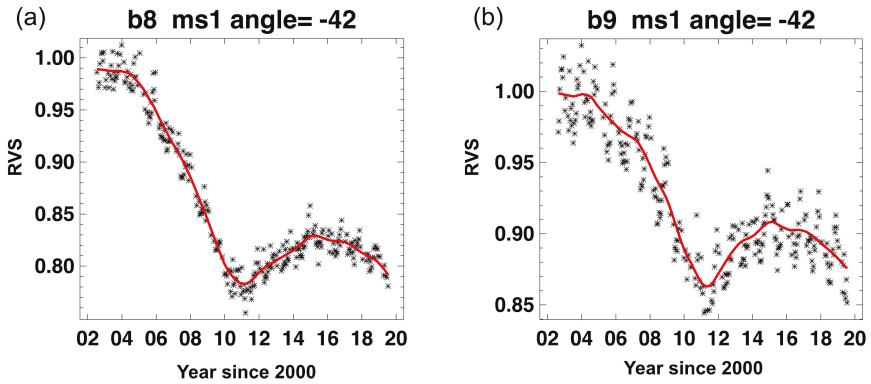 (a)
b8 ms1 angle= -42
RVS
1.00
0.95
0.90
0.85
0.80
02 04 06 08 10 12 14 16 18 20
Year since 2000
(b)
b9 ms1 angle= -42
RVS
1.00
0.95
0.90
0.85
02 04 06 08 10 12 14 16 18 20
Year since 2000